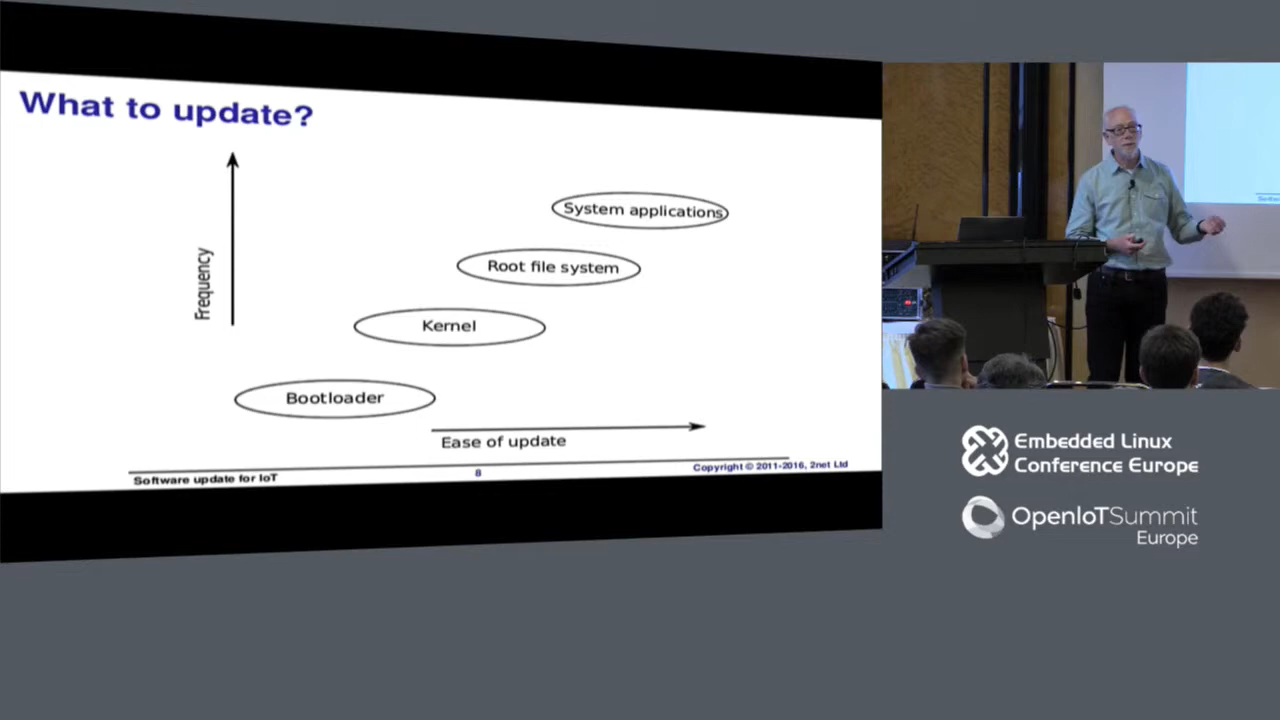 What to update?
System applications
Root file system
Frequency
Kernel
Bootloader
Ease of update
Software update for IoT
8
Copyright © 2011-2016, 2net Ltd
Embedded Linux
Conference Europe
OpenIoTSummit
Europe